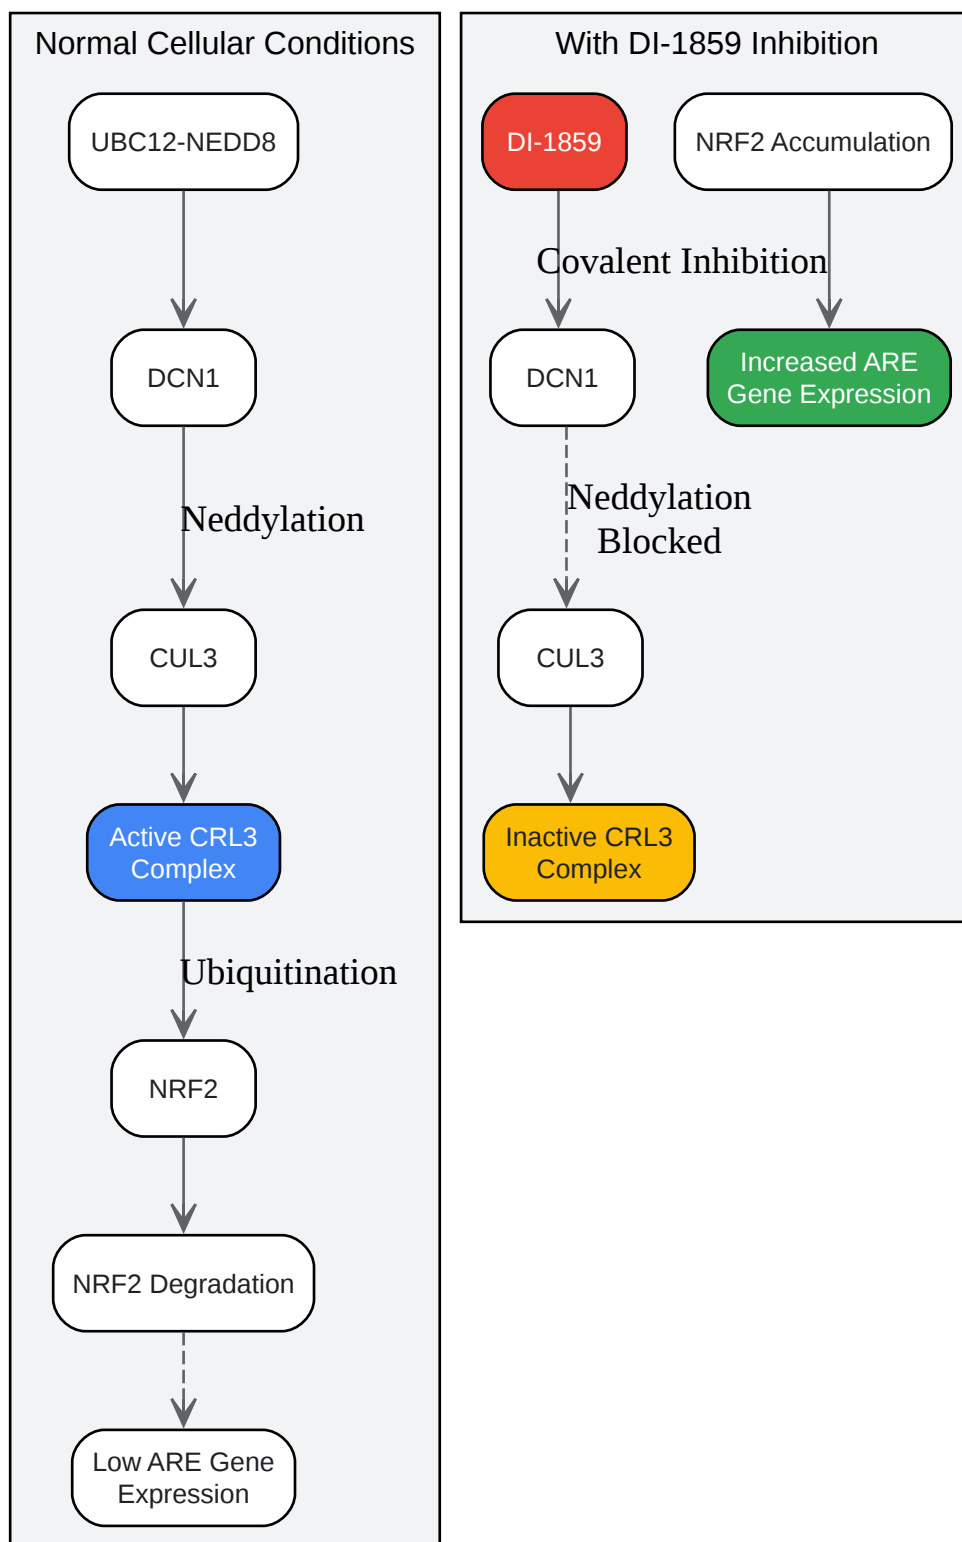 Normal Cellular Conditions
UBC12-NEDD8
DCN1
Neddylation
CUL3
Active CRL3
Complex
Ubiquitination
NRF2
NRF2 Degradation
Low ARE Gene
Expression
With DI-1859 Inhibition
DI-1859
NRF2 Accumulation
Covalent Inhibition
DCN1
Increased ARE
Gene Expression
Neddylation
Blocked
CUL3
Inactive CRL3
Complex